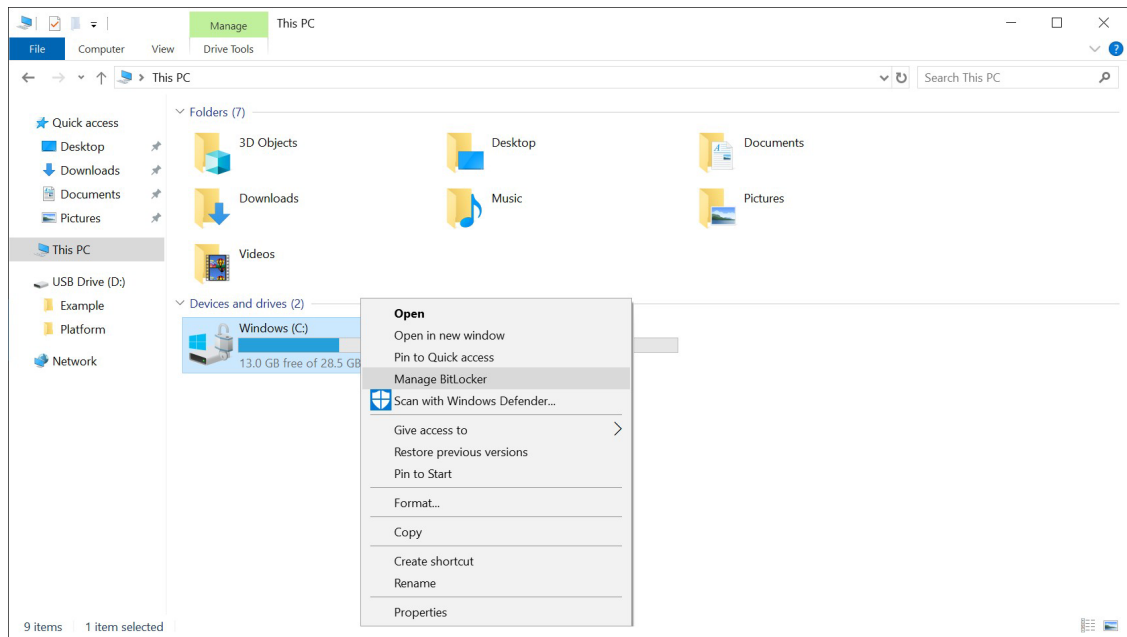 Manage This PC
File Computer View Drive Tools
This PC Search This PC
Quick access
Desktop
Downloads
Documents
Pictures
This PC
USB Drive (D:)
Example
Platform
Network
Folders (7)
3D Objects
Desktop
Documents
Downloads
Music
Pictures
Videos
Devices and drives (2)
Windows (C:)
13.0 GB free of 28.5 GB
Open
Open in new window
Pin to Quick access
Manage BitLocker
Scan with Windows Defender...
Give access to
Restore previous versions
Pin to Start
Format...
Copy
Create shortcut
Rename
Properties
9 items 1 item selected